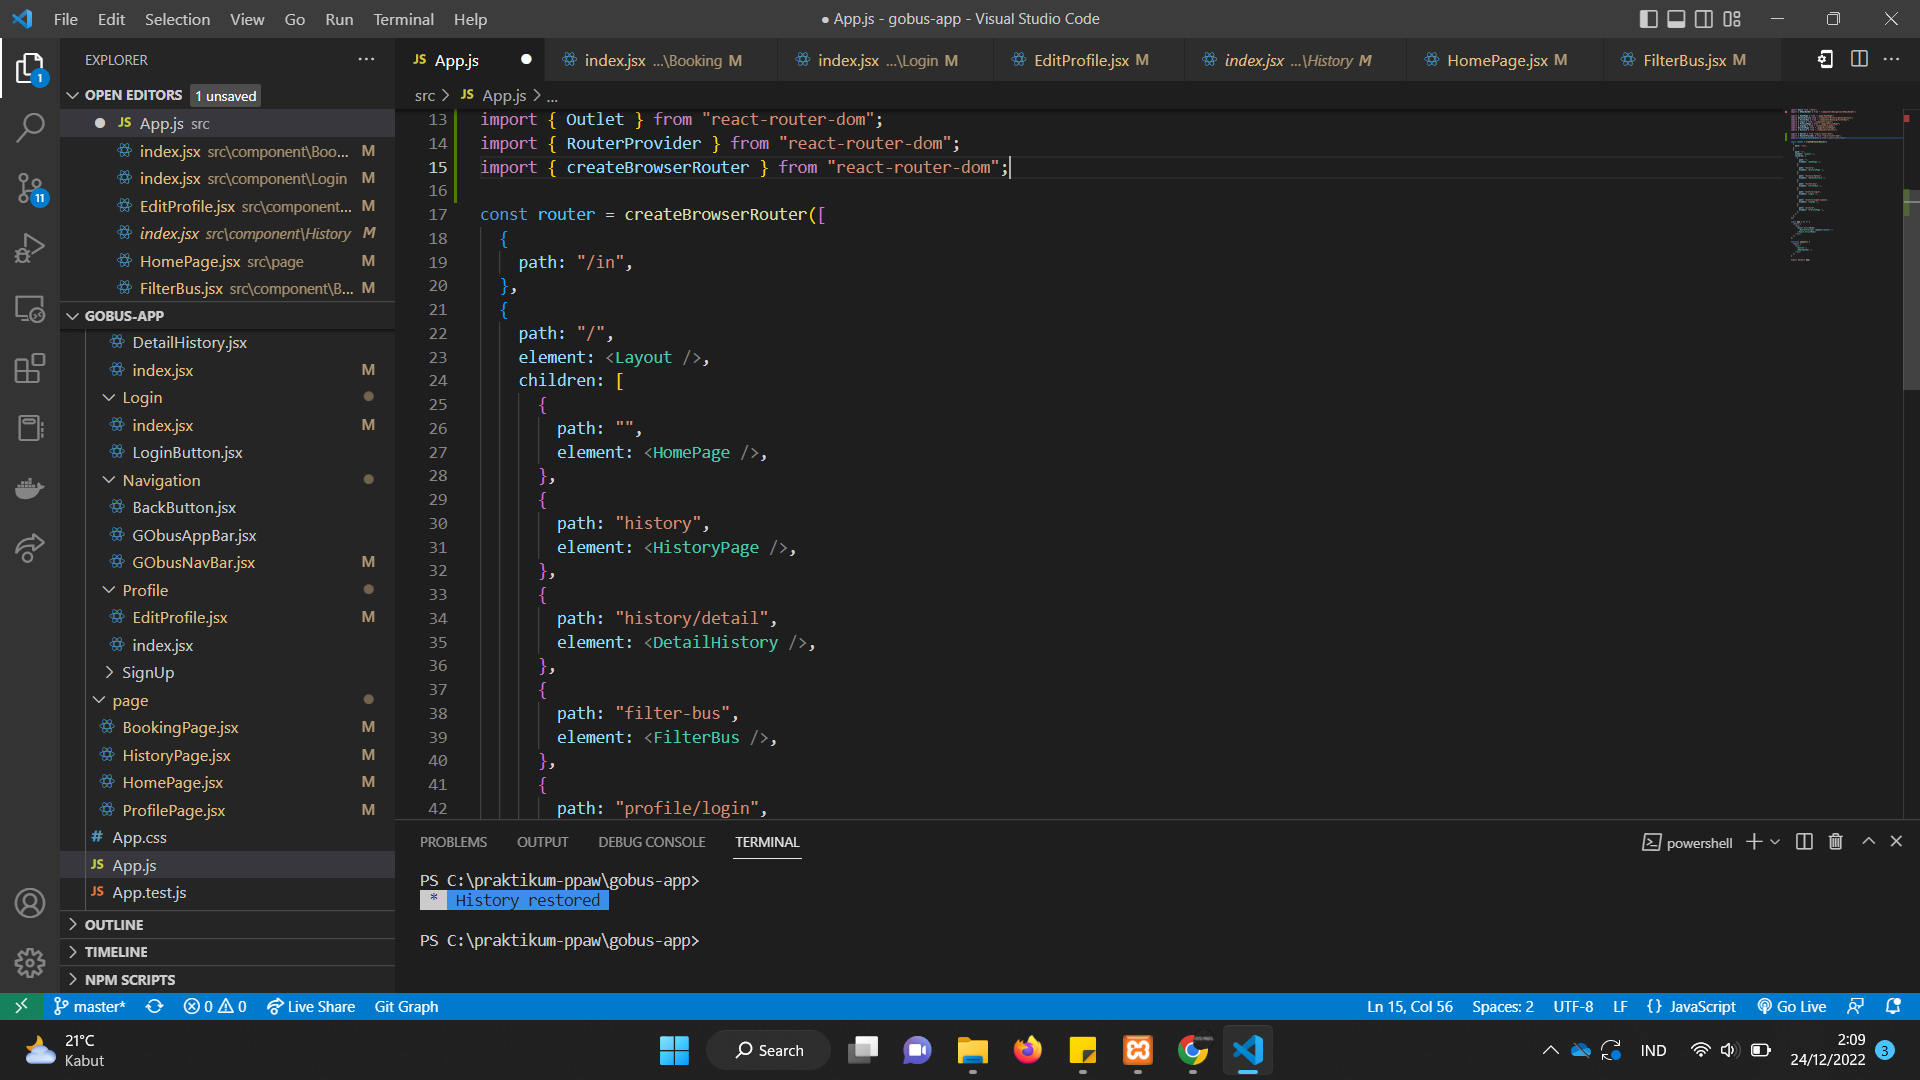 File Edit Selection View Go Run Terminal Help
● App.js - gobus-app - Visual Studio Code
EXPLORER
OPEN EDITORS 1 unsaved
JS App.js src
index.jsx src\component\Boo... M
index.jsx src\component\Login M
EditProfile.jsx src\component... M
index.jsx src\component\History M
HomePage.jsx src\page M
FilterBus.jsx src\component\B... M
GOBUS-APP
DetailHistory.jsx
index.jsx M
Login
index.jsx M
LoginButton.jsx
Navigation
BackButton.jsx
GObusAppBar.jsx
GObusNavBar.jsx M
Profile
EditProfile.jsx M
index.jsx
SignUp
page
BookingPage.jsx M
HistoryPage.jsx M
HomePage.jsx M
ProfilePage.jsx M
# App.css
JS App.js
JS App.test.js
OUTLINE
TIMELINE
NPM SCRIPTS
1
11
JS App.js
index.jsx ...\Booking M
index.jsx ...\Login M
EditProfile.jsx M
index.jsx ...\History M
HomePage.jsx M
FilterBus.jsx M
src > JS App.js > ...
13 import { Outlet } from "react-router-dom";
14 import { RouterProvider } from "react-router-dom";
15 import { createBrowserRouter } from "react-router-dom";
16
17 const router = createBrowserRouter([
18 {
19 path: "/in",
20 },
21 {
22 path: "/",
23 element: <Layout />,
24 children: [
25 {
26 path: "",
27 element: <HomePage />,
28 },
29 {
30 path: "history",
31 element: <HistoryPage />,
32 },
33 {
34 path: "history/detail",
35 element: <DetailHistory />,
36 },
37 {
38 path: "filter-bus",
39 element: <FilterBus />,
40 },
41 {
42 path: "profile/login",
PROBLEMS OUTPUT DEBUG CONSOLE TERMINAL
powershell
PS C:\praktikum-ppaw\gobus-app>
* History restored
PS C:\praktikum-ppaw\gobus-app>
master* 0 0 Live Share Git Graph
Ln 15, Col 56 Spaces: 2 UTF-8 LF {} JavaScript Go Live
21°C
Kabut
Search
IND
2:09
24/12/2022
3